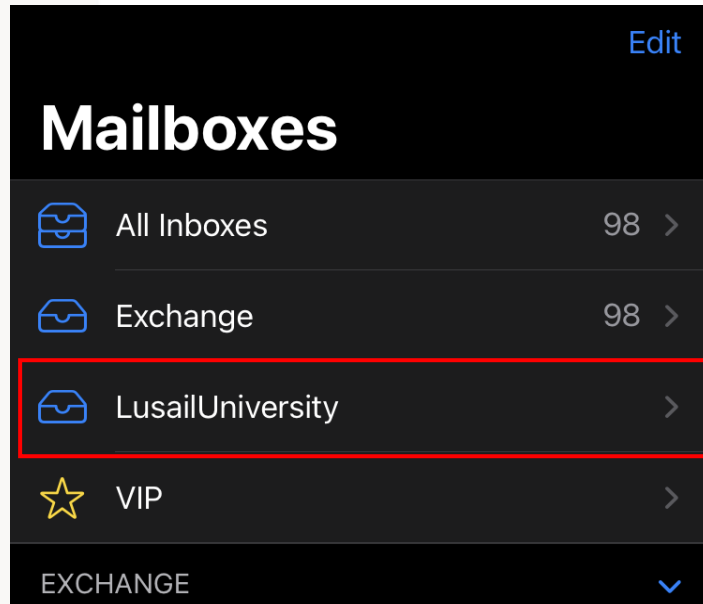 Edit
Mailboxes
All Inboxes 98
Exchange 98
LusailUniversity
VIP
EXCHANGE